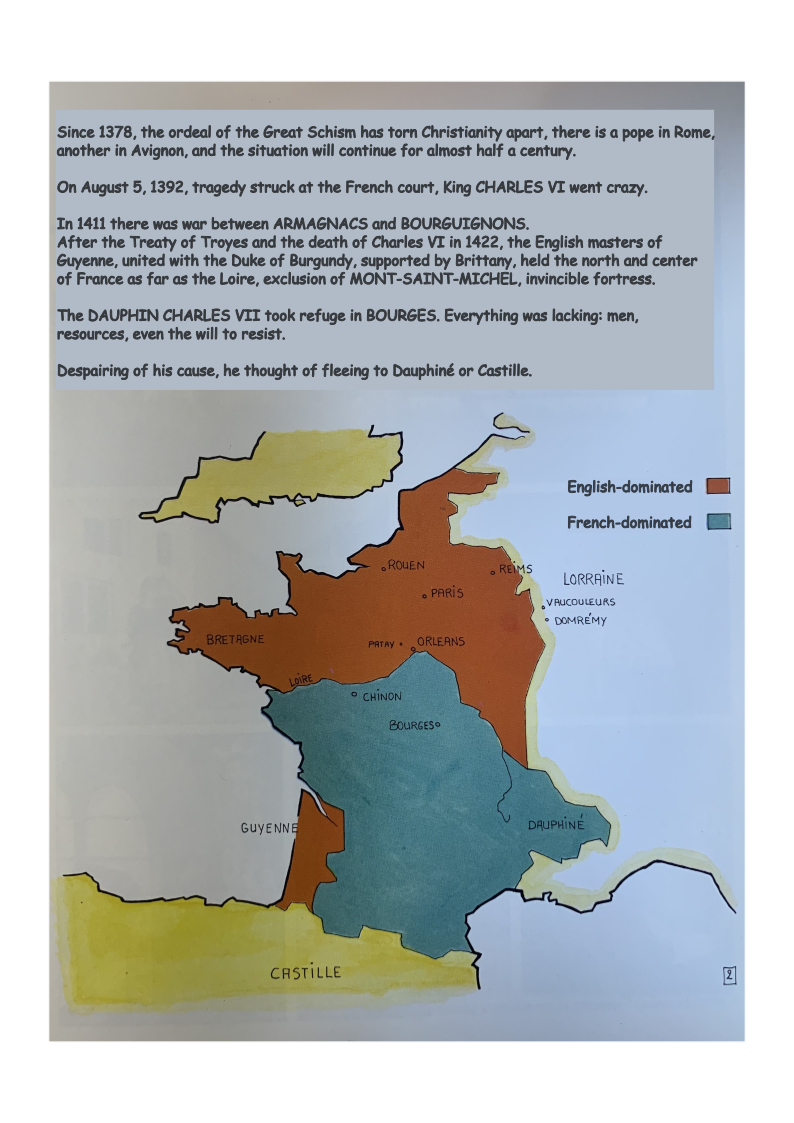 Since 1378, the ordeal of the Great Schism has torn Christianity apart, there is a pope in Rome,
another in Avignon, and the situation will continue for almost half a century.
On August 5, 1392, tragedy struck at the French court, King CHARLES VI went crazy.
In 1411 there was war between ARMAGNACS and BOURGUIGNONS.
After the Treaty of Troyes and the death of Charles VI in 1422, the English masters of
Guyenne, united with the Duke of Burgundy, supported by Brittany, held the north and center
of France as far as the Loire, exclusion of MONT-SAINT-MICHEL, invincible fortress.
The DAUPHIN CHARLES VII took refuge in BOURGES. Everything was lacking: men,
resources, even the will to resist.
Despairing of his cause, he thought of fleeing to Dauphiné or Castille.
English-dominated
French-dominated
ROUEN
REIMS
LORRAINE
PARIS
VAUCOULEURS
DOMRÉMY
BRETAGNE
PATAY
ORLEANS
LOIRE
CHINON
BOURGES
GUYENNE
DAUPHINÉ
CASTILLE
2